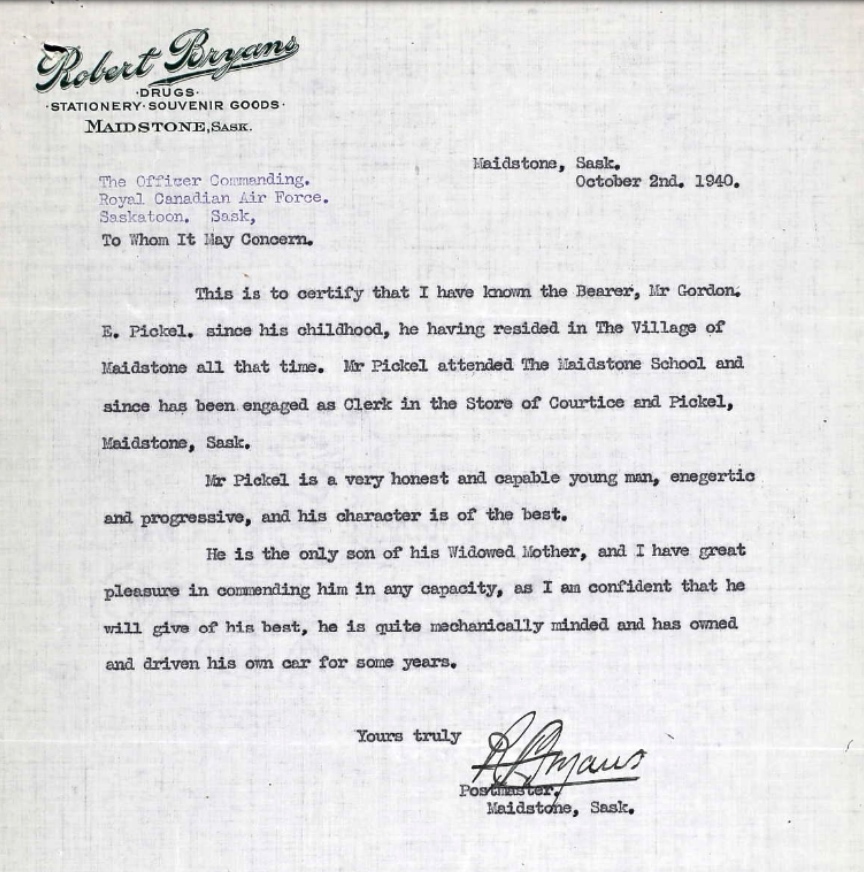 Robert Bryans
·DRUGS·
·STATIONERY·SOUVENIR GOODS·
MAIDSTONE, SASK.
Maidstone, Sask.
October 2nd. 1940.
The Officer Commanding.
Royal Canadian Air Force.
Saskatoon. Sask,
To Whom It May Concern.
This is to certify that I have known the Bearer, Mr Gordon.
E. Pickel. since his childhood, he having resided in The Village of
Maidstone all that time. Mr Pickel attended The Maidstone School and
since has been engaged as Clerk in the Store of Courtice and Pickel,
Maidstone, Sask.
Mr Pickel is a very honest and capable young man, enegertic
and progressive, and his character is of the best.
He is the only son of his Widowed Mother, and I have great
pleasure in commending him in any capacity, as I am confident that he
will give of his best, he is quite mechanically minded and has owned
and driven his own car for some years.
Yours truly
R Bryans
Postmaster.
Maidstone, Sask.